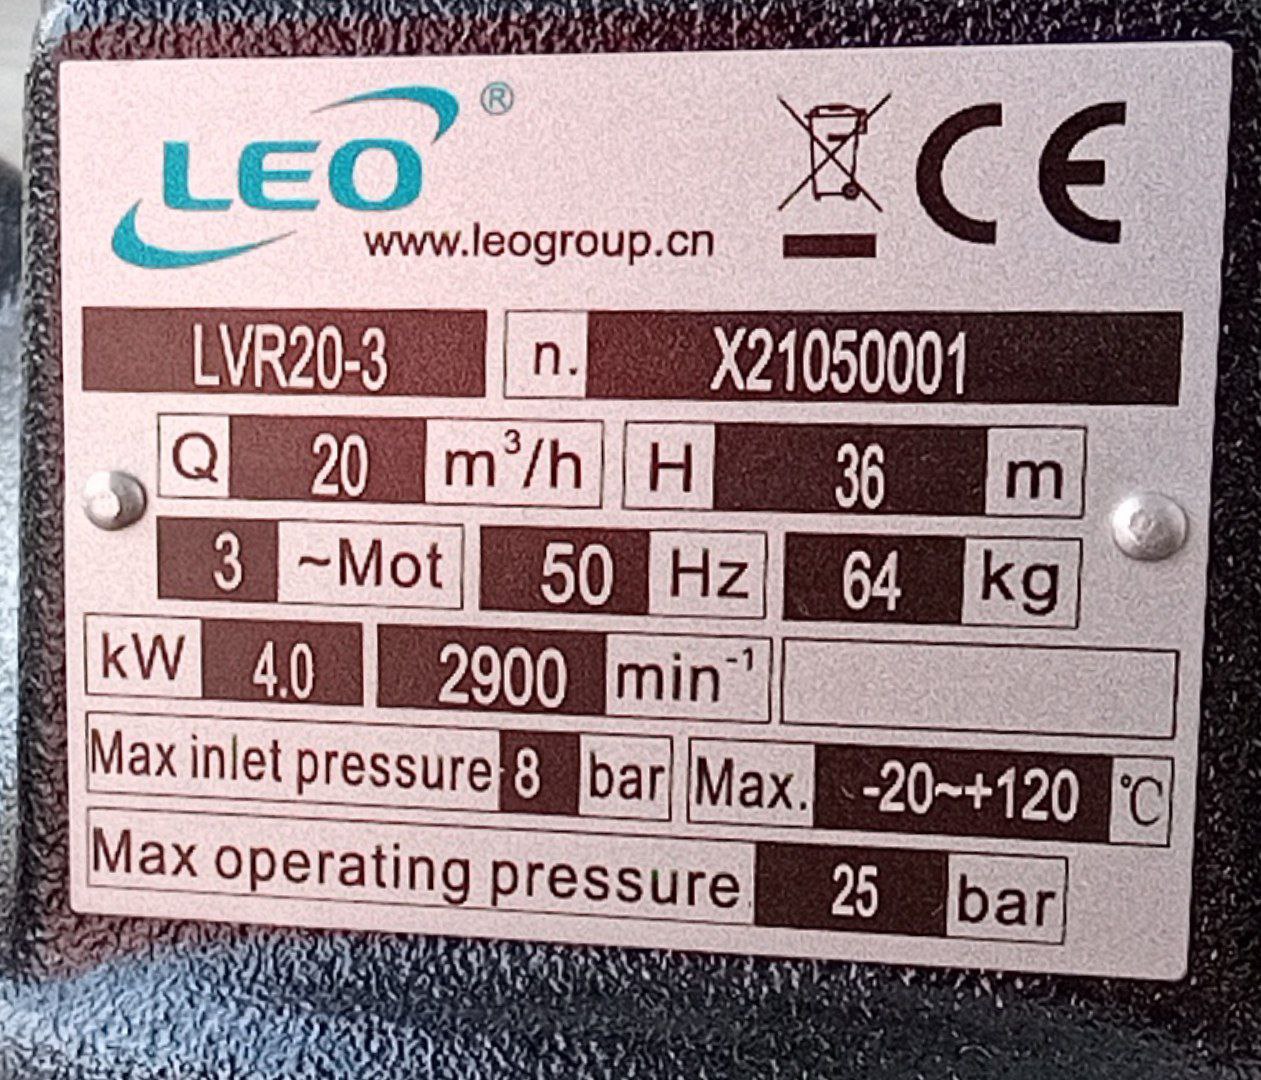 LEO ®
www.leogroup.cn
CE
LVR20-3 n. X21050001
Q 20 m³/h H 36 m
3 ~Mot 50 Hz 64 kg
kW 4.0 2900 min⁻¹
Max inlet pressure 8 bar Max. -20~+120 ℃
Max operating pressure 25 bar